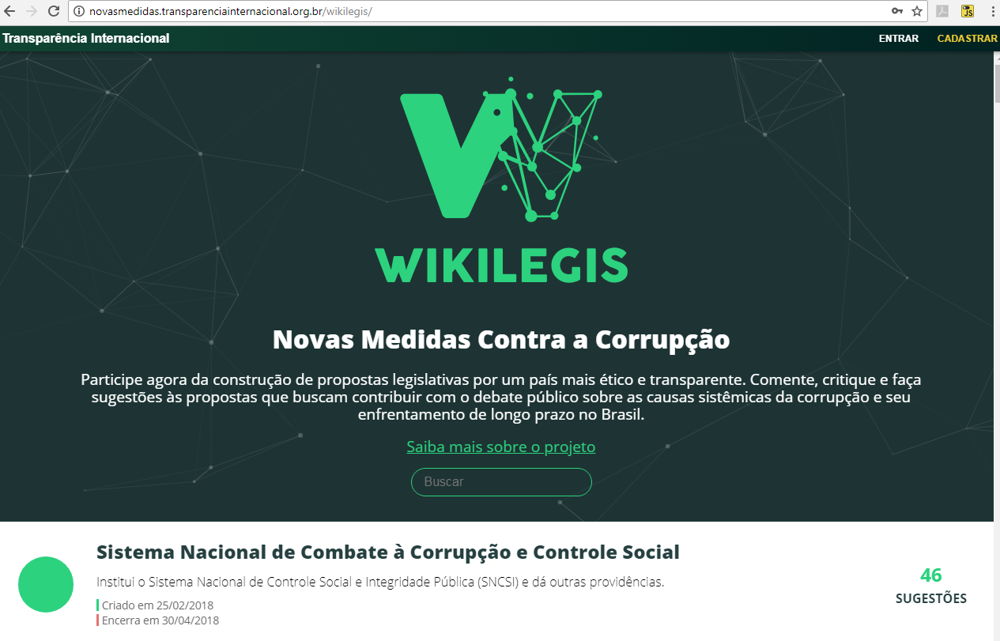 novasmedidas.transparenciainternacional.org.br/wikilegis/
JS
Transparência Internacional
ENTRAR
CADASTRAR
WIKILEGIS
Novas Medidas Contra a Corrupção
Participe agora da construção de propostas legislativas por um país mais ético e transparente. Comente, critique e faça
sugestões às propostas que buscam contribuir com o debate público sobre as causas sistêmicas da corrupção e seu
enfrentamento de longo prazo no Brasil.
Saiba mais sobre o projeto
Buscar
Sistema Nacional de Combate à Corrupção e Controle Social
Institui o Sistema Nacional de Controle Social e Integridade Pública (SNCSI) e dá outras providências.
Criado em 25/02/2018
Encerra em 30/04/2018
46
SUGESTÕES